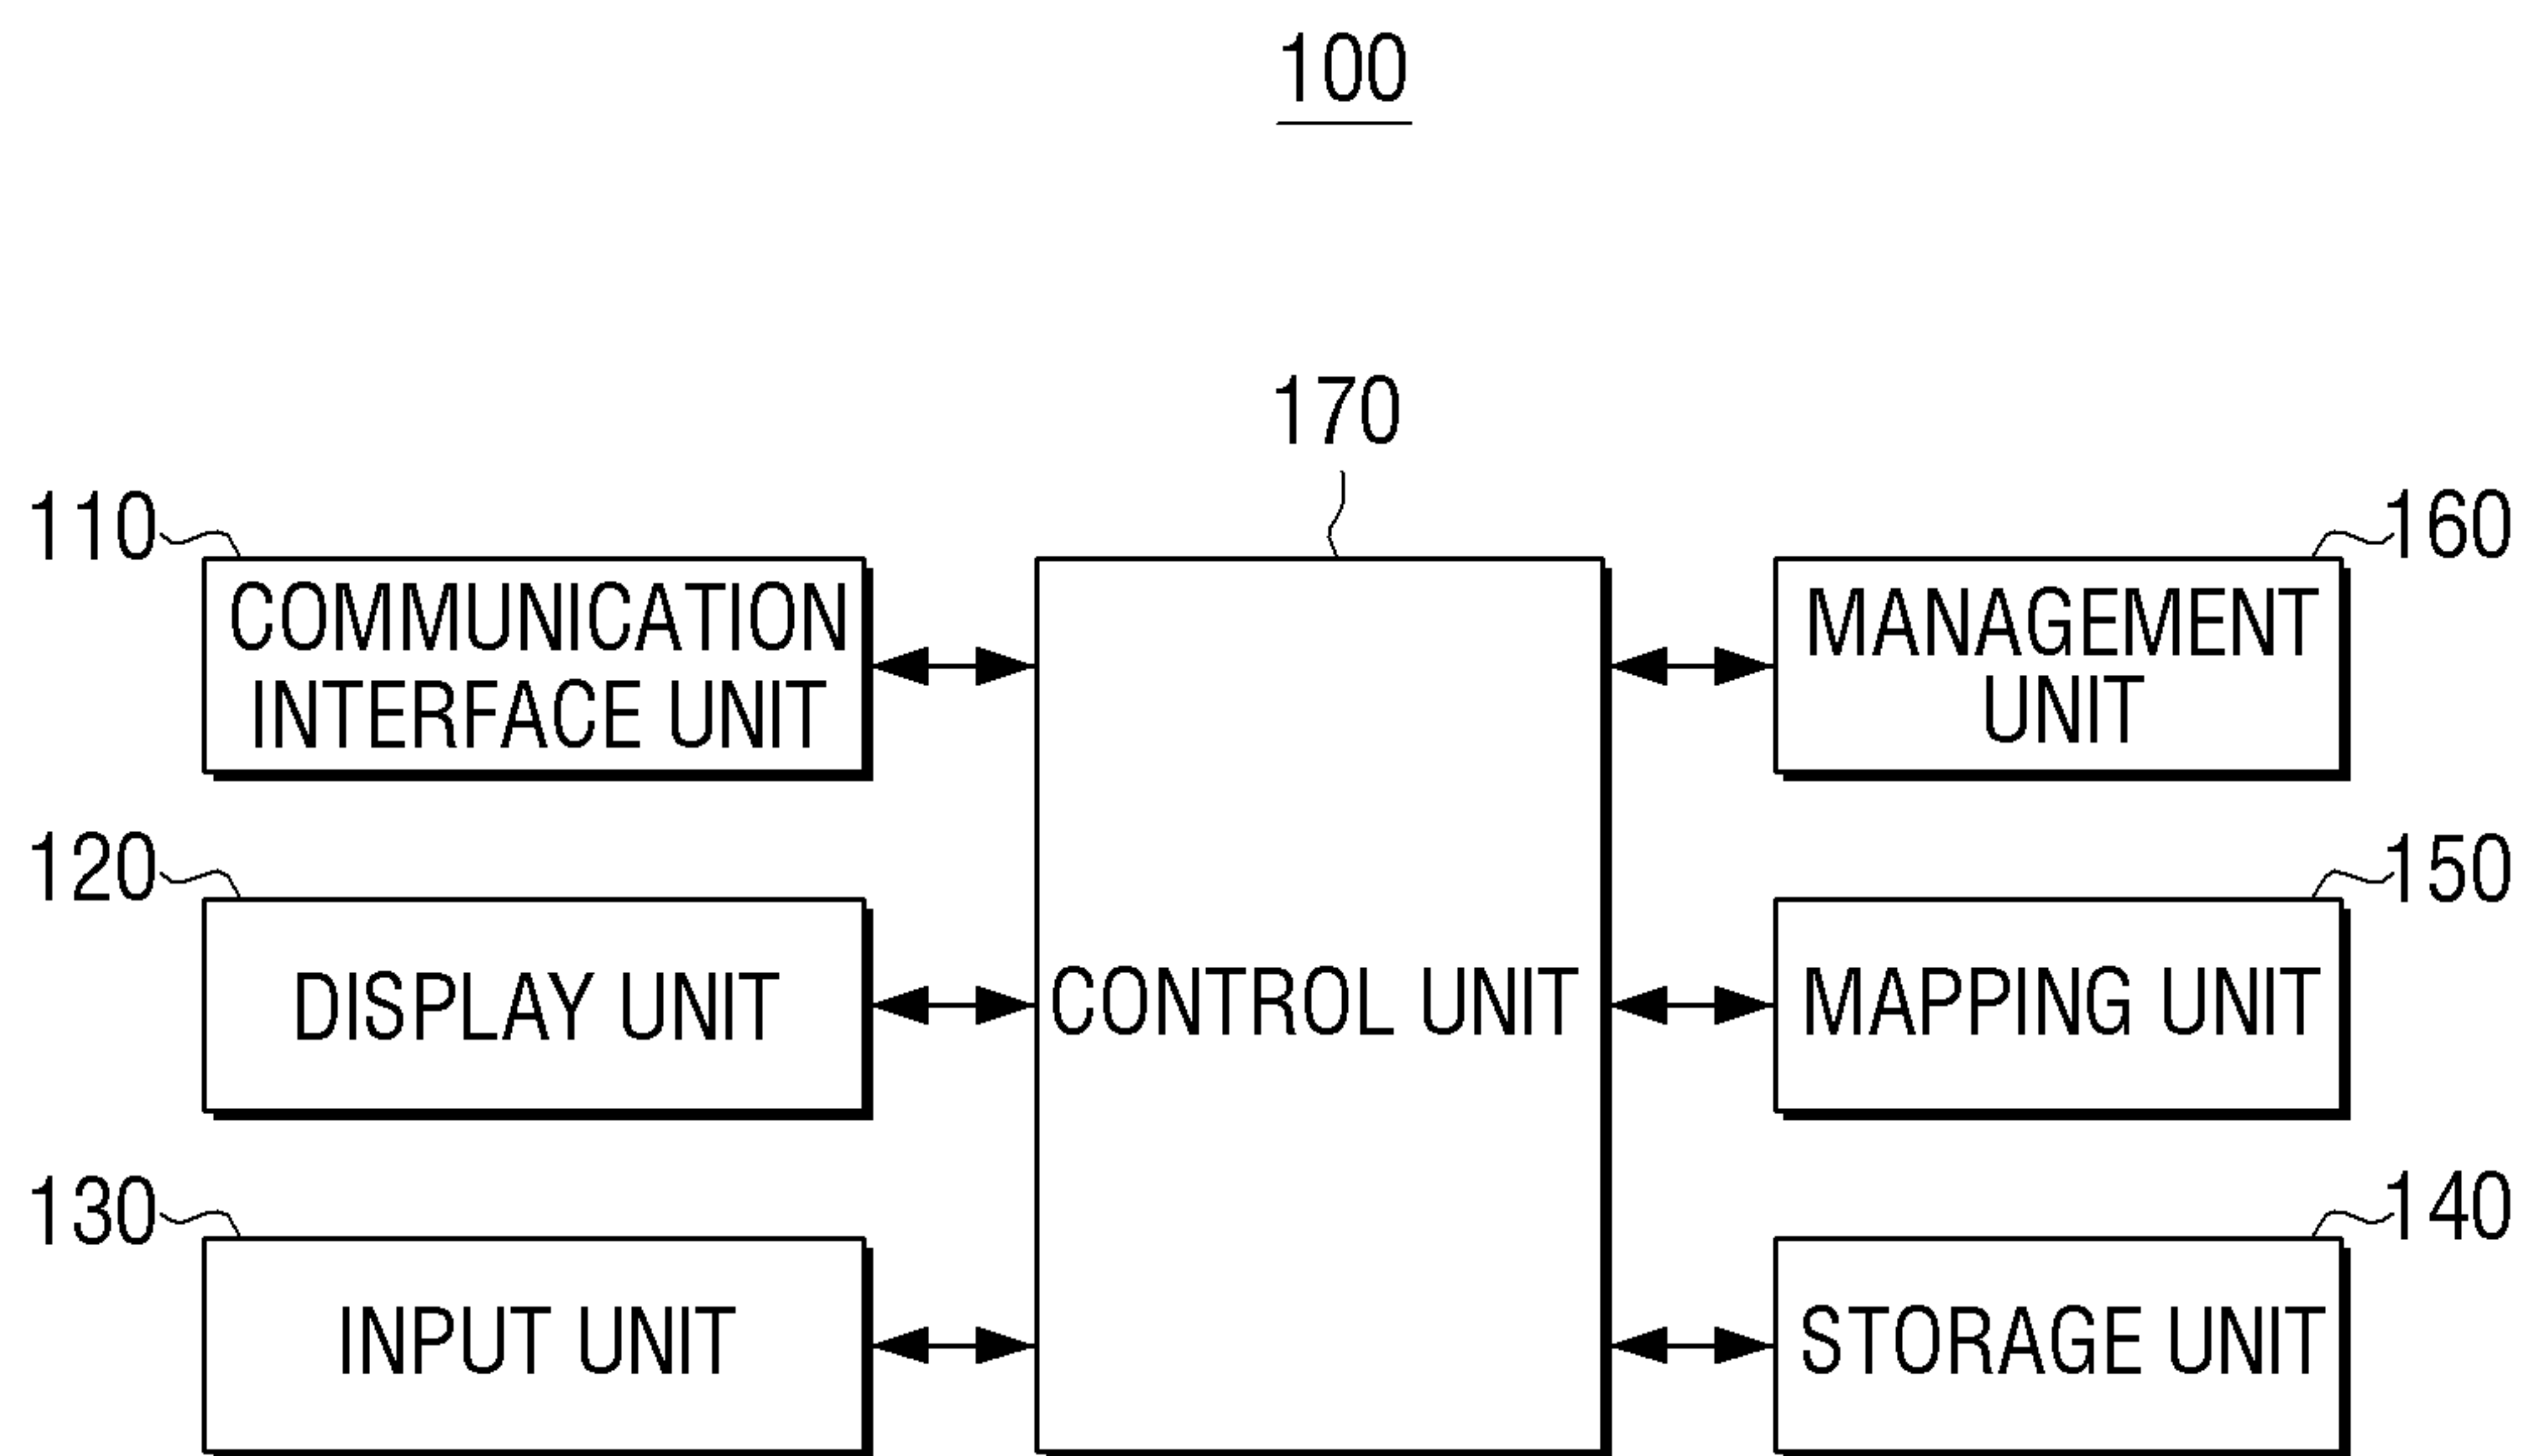 100
170
110
160
COMMUNICATION
INTERFACE UNIT
MANAGEMENT
UNIT
120
150
DISPLAY UNIT
CONTROL UNIT
MAPPING UNIT
130
140
INPUT UNIT
STORAGE UNIT